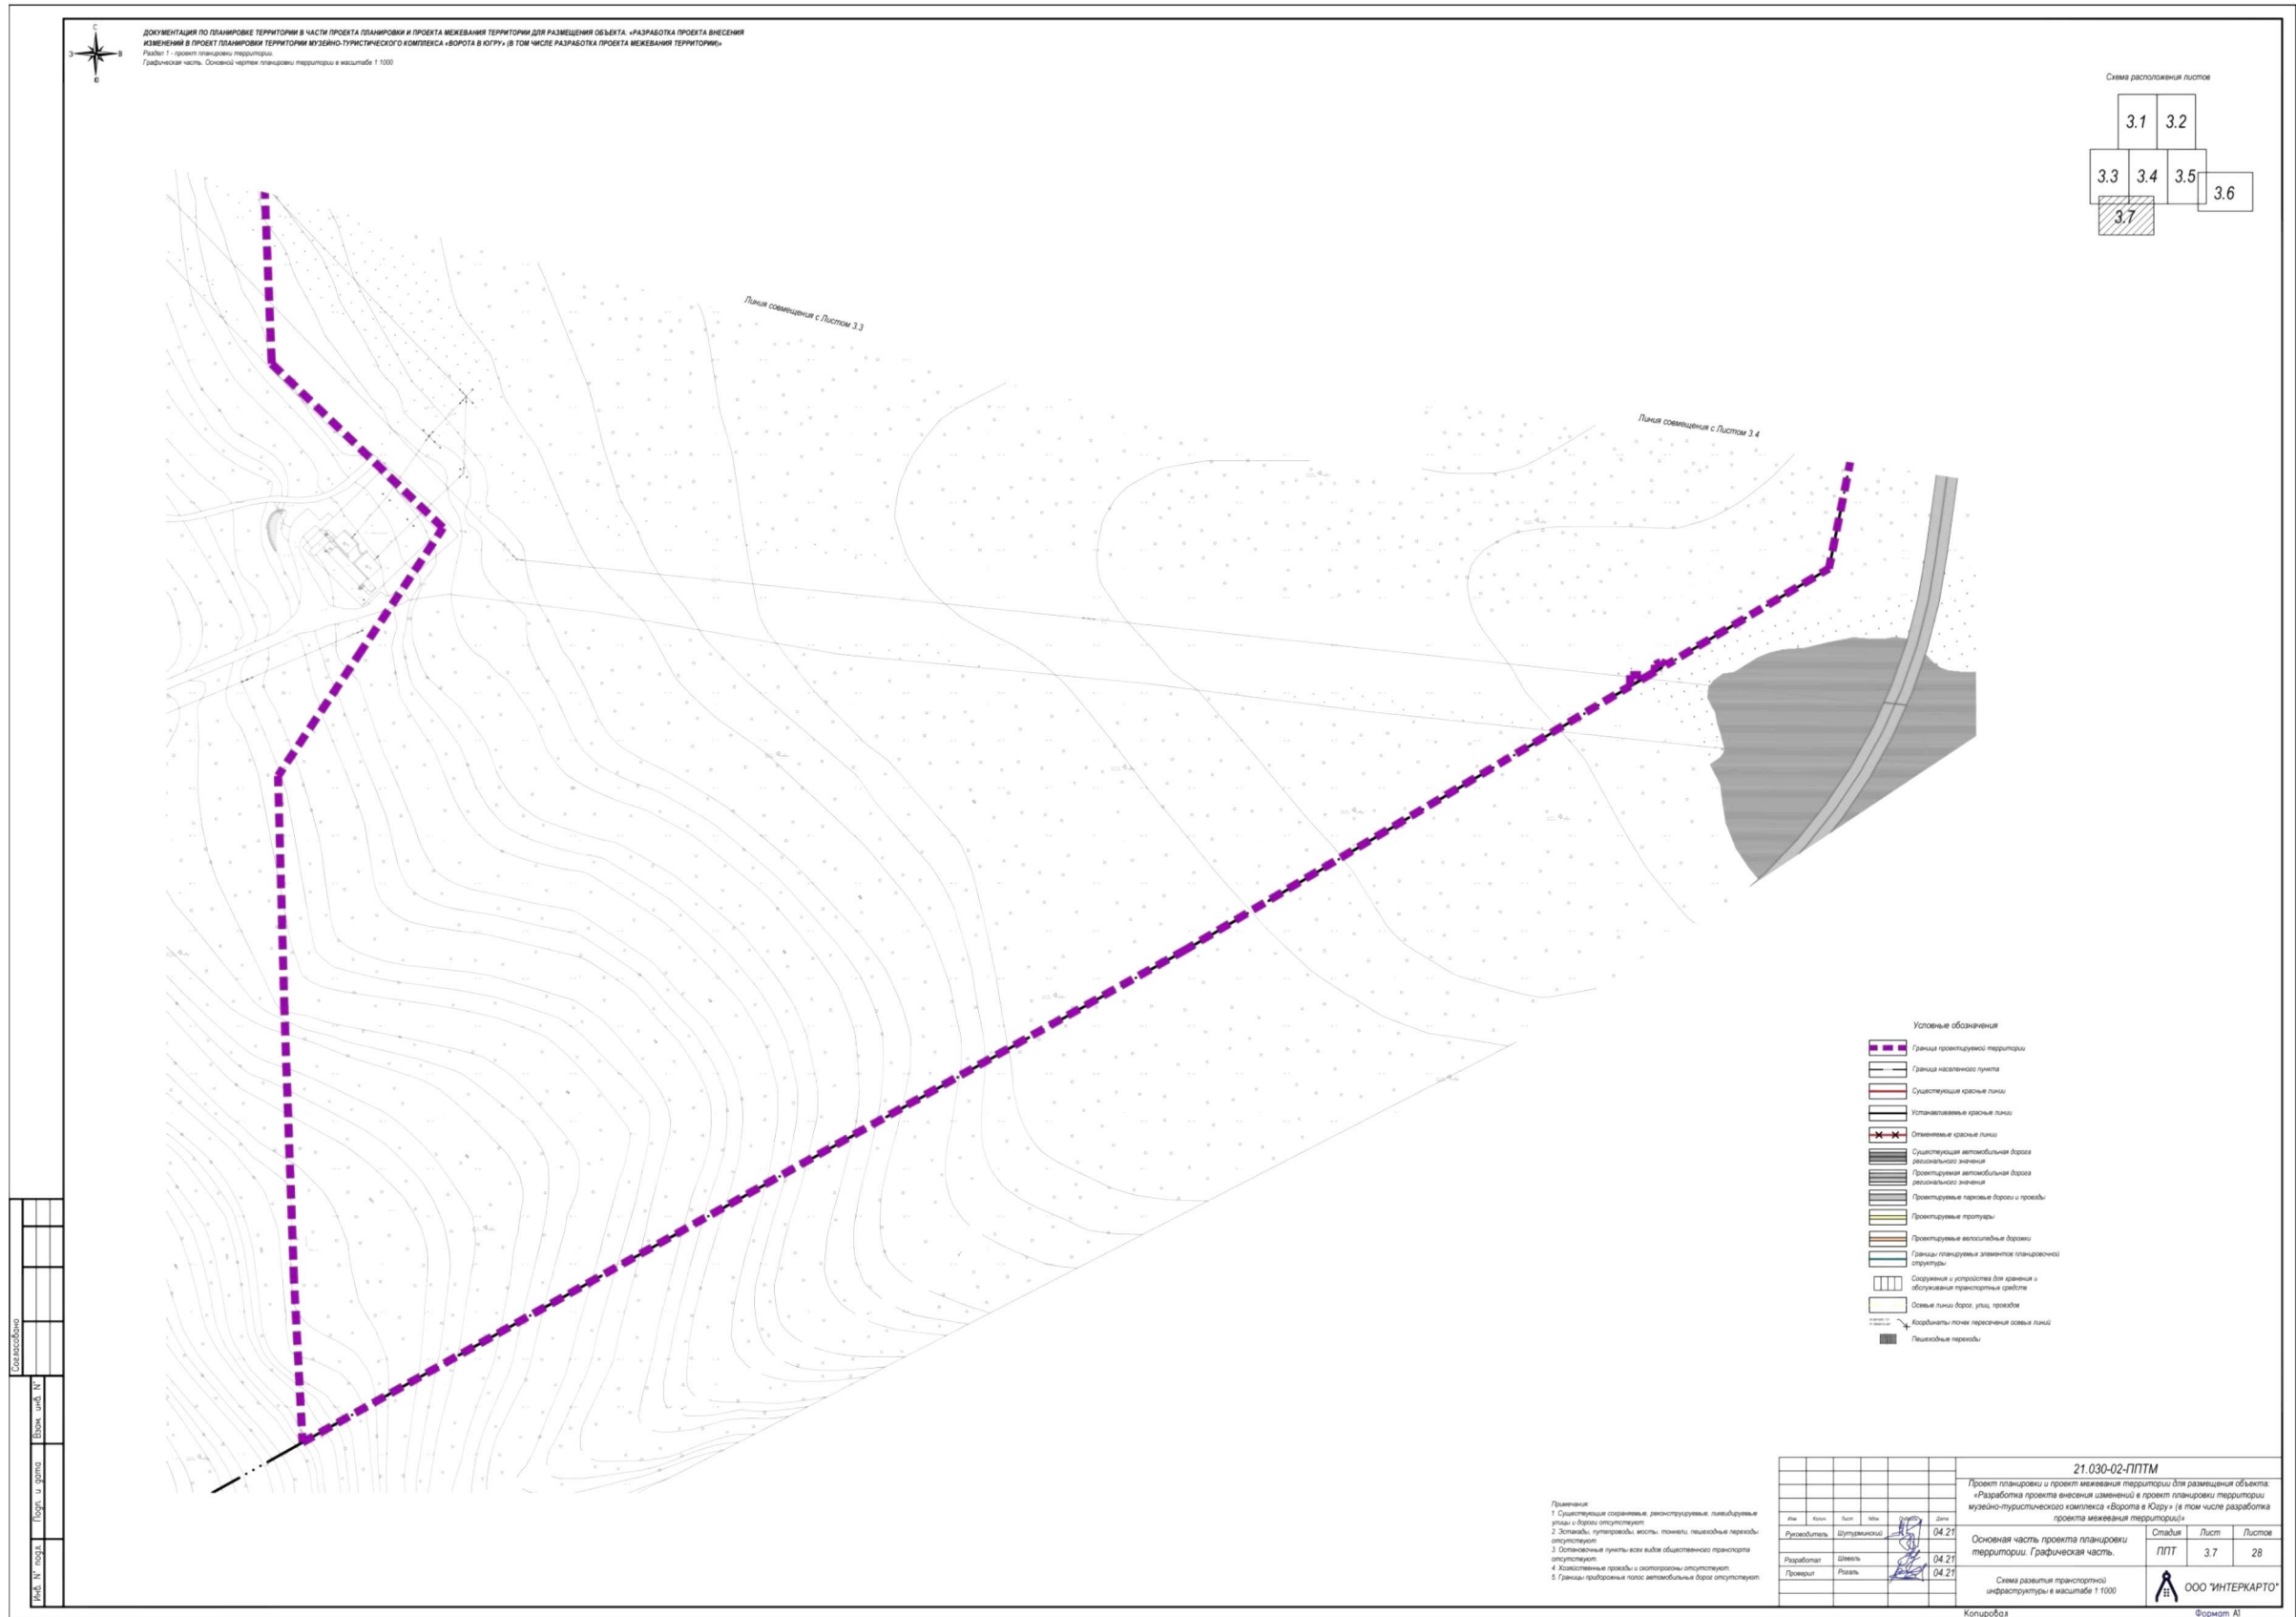 С
З
В
Ю
ДОКУМЕНТАЦИЯ ПО ПЛАНИРОВКЕ ТЕРРИТОРИИ В ЧАСТИ ПРОЕКТА ПЛАНИРОВКИ И ПРОЕКТА МЕЖЕВАНИЯ ТЕРРИТОРИИ ДЛЯ РАЗМЕЩЕНИЯ ОБЪЕКТА: «РАЗРАБОТКА ПРОЕКТА ВНЕСЕНИЯ
ИЗМЕНЕНИЙ В ПРОЕКТ ПЛАНИРОВКИ ТЕРРИТОРИИ МУЗЕЙНО-ТУРИСТИЧЕСКОГО КОМПЛЕКСА «ВОРОТА В ЮГРУ» (В ТОМ ЧИСЛЕ РАЗРАБОТКА ПРОЕКТА МЕЖЕВАНИЯ ТЕРРИТОРИИ)»
Раздел 1 - проект планировки территории.
Графическая часть. Основной чертеж планировки территории в масштабе 1:1000
Схема расположения листов
3.1 3.2
3.3 3.4 3.5
3.6
3.7
Линия совмещения с Листом 3.3
Линия совмещения с Листом 3.4
Условные обозначения
Граница проектируемой территории
Граница населенного пункта
Существующие красные линии
Устанавливаемые красные линии
Отменяемые красные линии
Существующая автомобильная дорога
регионального значения
Проектируемая автомобильная дорога
регионального значения
Проектируемые парковые дороги и проезды
Проектируемые тротуары
Проектируемые велосипедные дорожки
Границы планируемых элементов планировочной
структуры
Сооружения и устройства для хранения и
обслуживания транспортных средств
Осевые линии дорог, улиц, проездов
Координаты точек пересечения осевых линий
Пешеходные переходы
Примечания:
1. Существующие сохраняемые, реконструируемые, ликвидируемые
улицы и дороги отсутствуют.
2. Эстакады, путепроводы, мосты, тоннели, пешеходные переходы
отсутствуют.
3. Остановочные пункты всех видов общественного транспорта
отсутствуют.
4. Хозяйственные проезды и скотопрогоны отсутствуют.
5. Границы придорожных полос автомобильных дорог отсутствуют.
21.030-02-ППТМ
Проект планировки и проект межевания территории для размещения объекта:
«Разработка проекта внесения изменений в проект планировки территории
музейно-туристического комплекса «Ворота в Югру» (в том числе разработка
проекта межевания территории)»
Изм Колич. Лист №док. Подпись Дата
Руководитель Шутурминский 04.21
Разработал Шевель 04.21
Проверил Рогаль 04.21
Основная часть проекта планировки
территории. Графическая часть.
Стадия Лист Листов
ППТ 3.7 28
Схема развития транспортной
инфраструктуры в масштабе 1:1000
ООО "ИНТЕРКАРТО"
Копировал
Формат А1
Согласовано
Взам. инв. N°
Подп. и дата
Инв. N° подл.